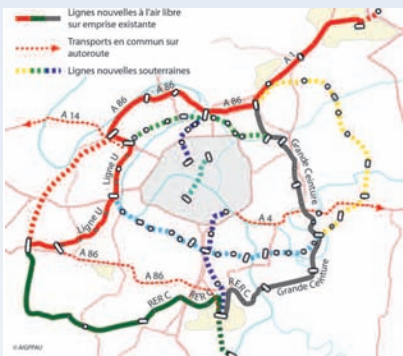 Lignes nouvelles à l'air libre
sur emprise existante
Transports en commun sur
autoroute
Lignes nouvelles souterraines
A 1
A 86
A 86
A 14
Ligne U
Grande Ceinture
Ligne U
A 4
A 86
A 86
RER C
RER C
RER C
Grande Ceinture
©AIGPPAU